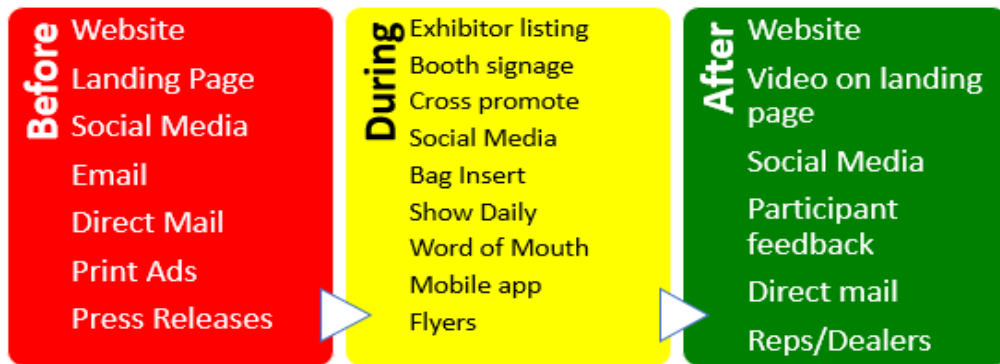 Before
Website
Landing Page
Social Media
Email
Direct Mail
Print Ads
Press Releases
During
Exhibitor listing
Booth signage
Cross promote
Social Media
Bag Insert
Show Daily
Word of Mouth
Mobile app
Flyers
After
Website
Video on landing
page
Social Media
Participant
feedback
Direct mail
Reps/Dealers